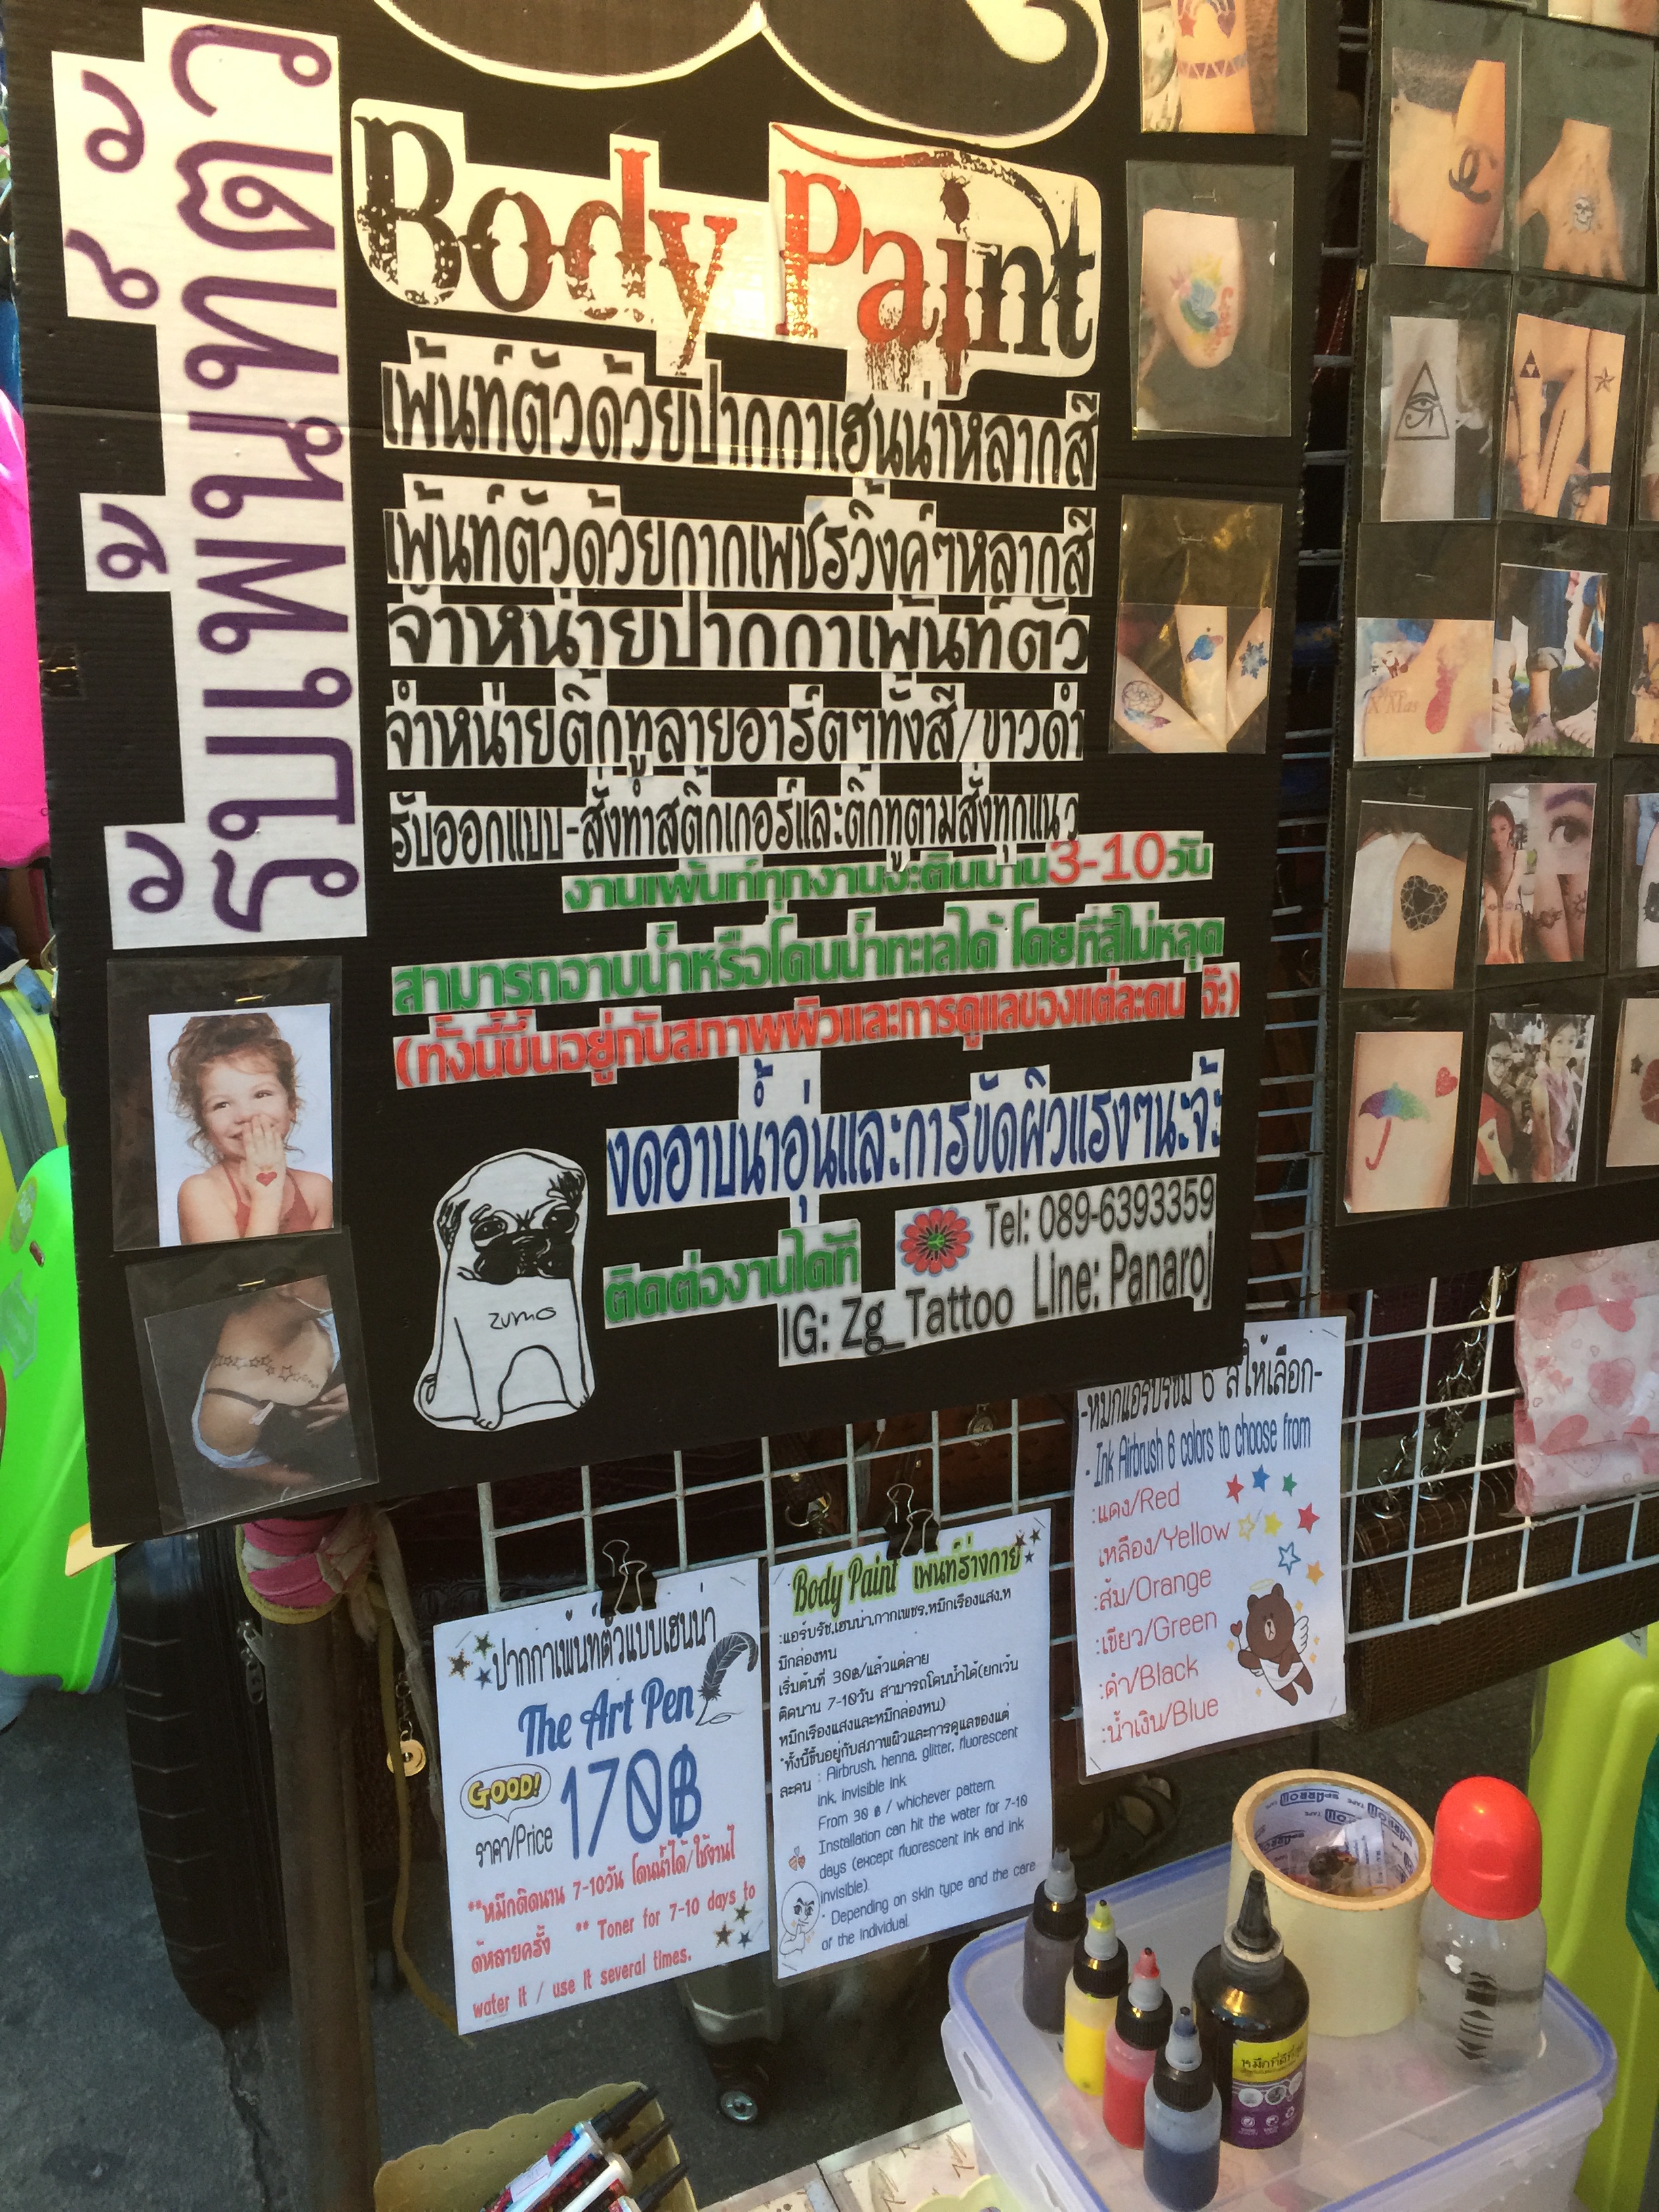 รับเพ้นท์ตัว
Body Paint
เพ้นท์ตัวด้วยปากกาเฮนน่าหลากสี
เพ้นท์ตัวด้วยกากเพชรวิ้งค์ๆหลากสี
จำหน่ายปากกาเพ้นท์ตัว
จำหน่ายติ๊กทูลายอาร์ตๆทั้งสี/ขาวดำ
รับออกแบบ-สั่งทำสติ๊กเกอร์และติ๊กทูตามสั่งทุกแนว
งานเพ้นท์ทุกงานจะติดนาน3-10วัน
สามารถอาบน้ำหรือโดนน้ำทะเลได้ โดยที่สีไม่หลุด
(ทั้งนี้ขึ้นอยู่กับสภาพผิวและการดูแลของแต่ละคน จ๊ะ)
งดอาบน้ำอุ่นและการขัดผิวแรงๆนะจ้ะ
ติดต่องานได้ที่
Tel: 089-6393359
IG: Zg_Tattoo Line: Panaroj
ZUMO
-หมึกแอร์บรัชมี 6 สีให้เลือก-
- Ink Airbrush 6 colors to choose from
:แดง/Red
เหลือง/Yellow
:ส้ม/Orange
:เขียว/Green
:ดำ/Black
:น้ำเงิน/Blue
ปากกาเพ้นท์ตัวแบบเฮนน่า
The Art Pen
GOOD!
ราคา/Price 170฿
**หมึกติดนาน 7-10วัน โดนน้ำได้/ใช้งานไ
ด้หลายครั้ง ** Toner for 7-10 days to
water it / use it several times.
Body Paint เพ้นท์ร่างกาย
:แอร์บรัช,เฮนน่า,กากเพชร,หมึกเรืองแสง,ห
มึกล่องหน
เริ่มต้นที่ 30฿/แล้วแต่ลาย
ติดนาน 7-10วัน สามารถโดนน้ำได้(ยกเว้น
หมึกเรืองแสงและหมึกล่องหน)
*ทั้งนี้ขึ้นอยู่กับสภาพผิวและการดูแลของแต่
ละคน : Airbrush, henna, glitter, fluorescent
ink, invisible ink
From 30 ฿ / whichever pattern.
Installation can hit the water for 7-10
days (except fluorescent ink and ink
invisible).
* Depending on skin type and the care
of the individual.